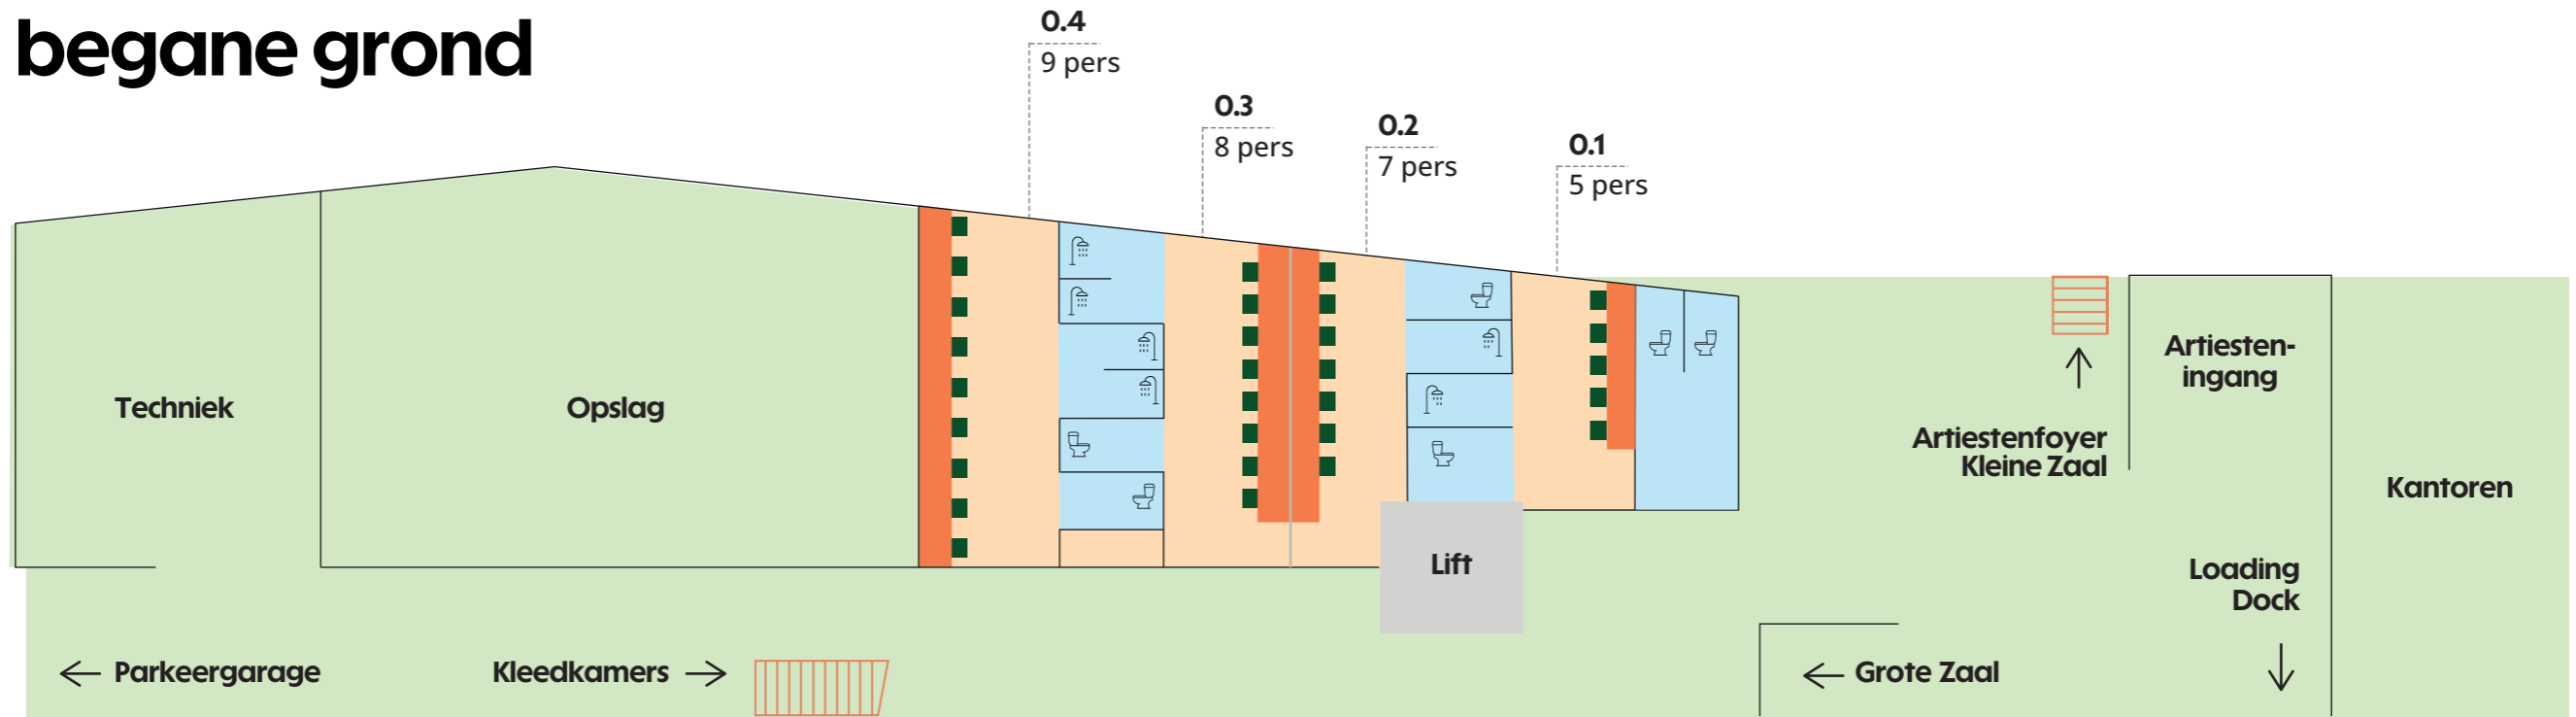 begane grond
0.4
9 pers
0.3
8 pers
0.2
7 pers
0.1
5 pers
Techniek
Opslag
Lift
Artiestenfoyer
Kleine Zaal
Artiesten-
ingang
Kantoren
Loading
Dock
Parkeergarage
Kleedkamers
Grote Zaal